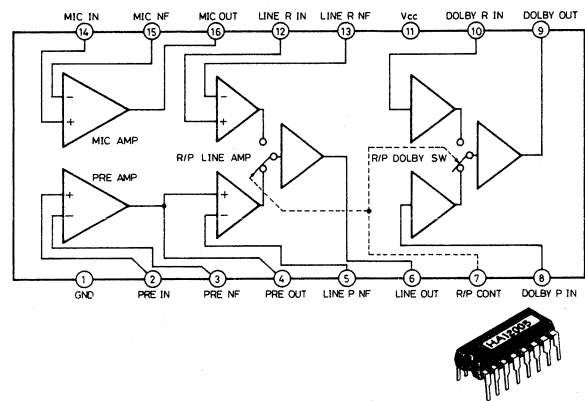 MIC IN MIC NF MIC OUT LINE R IN LINE R NF Vcc DOLBY R IN DOLBY OUT
14 15 16 12 13 11 10 9
− − −
+ + +
MIC AMP
R/P LINE AMP R/P DOLBY SW
PRE AMP
+ +
− −
1 2 3 4 5 6 7 8
GND PRE IN PRE NF PRE OUT LINE P NF LINE OUT R/P CONT DOLBY P IN
HA12005